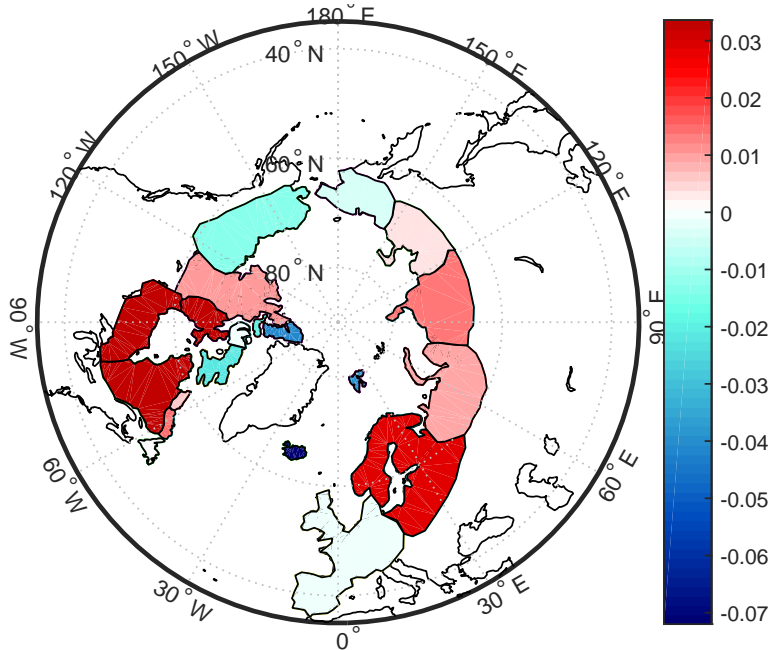 180° E
150° W
150° E
40° N
120° W
60° N
120° E
80° N
90° W
90° E
60° W
60° E
30° W
30° E
0°
0.03
0.02
0.01
0
-0.01
-0.02
-0.03
-0.04
-0.05
-0.06
-0.07